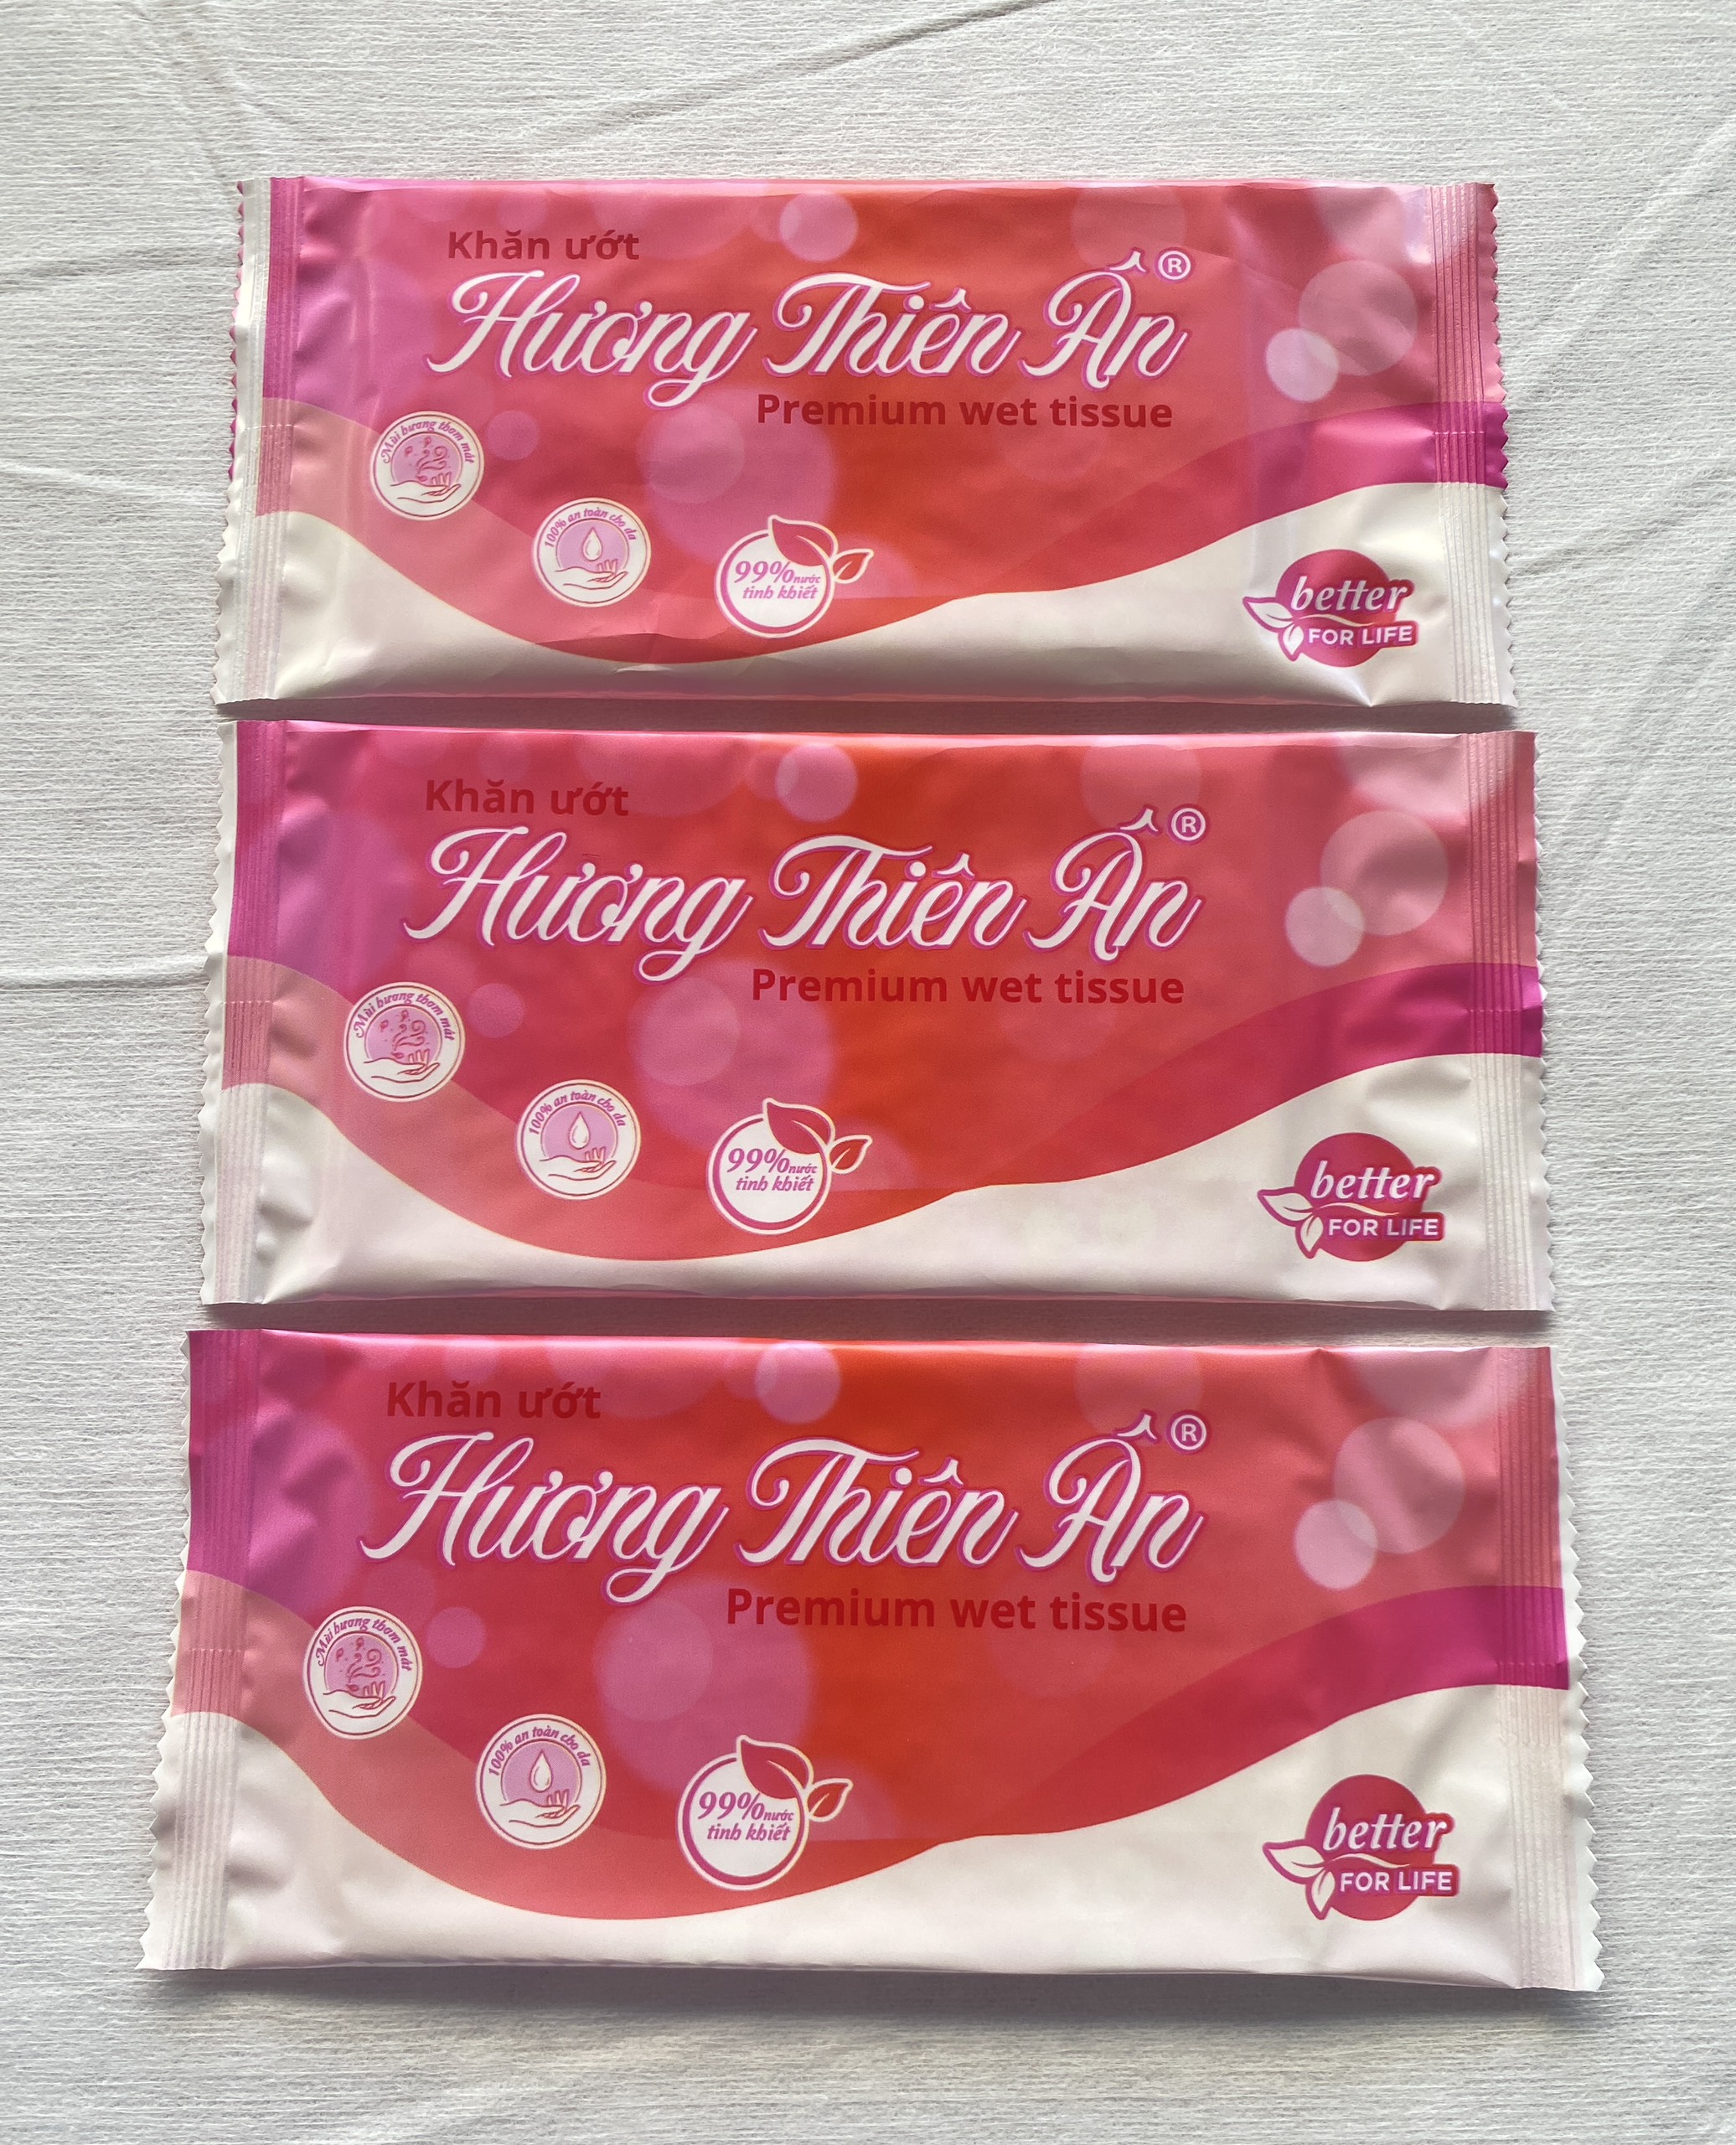 Khăn ướt
Hương Thiên Ân®
Premium wet tissue
Mùi hương thơm mát
100% an toàn cho da
99% nước
tinh khiết
better
FOR LIFE
Khăn ướt
Hương Thiên Ân®
Premium wet tissue
Mùi hương thơm mát
100% an toàn cho da
99% nước
tinh khiết
better
FOR LIFE
Khăn ướt
Hương Thiên Ân®
Premium wet tissue
Mùi hương thơm mát
100% an toàn cho da
99% nước
tinh khiết
better
FOR LIFE